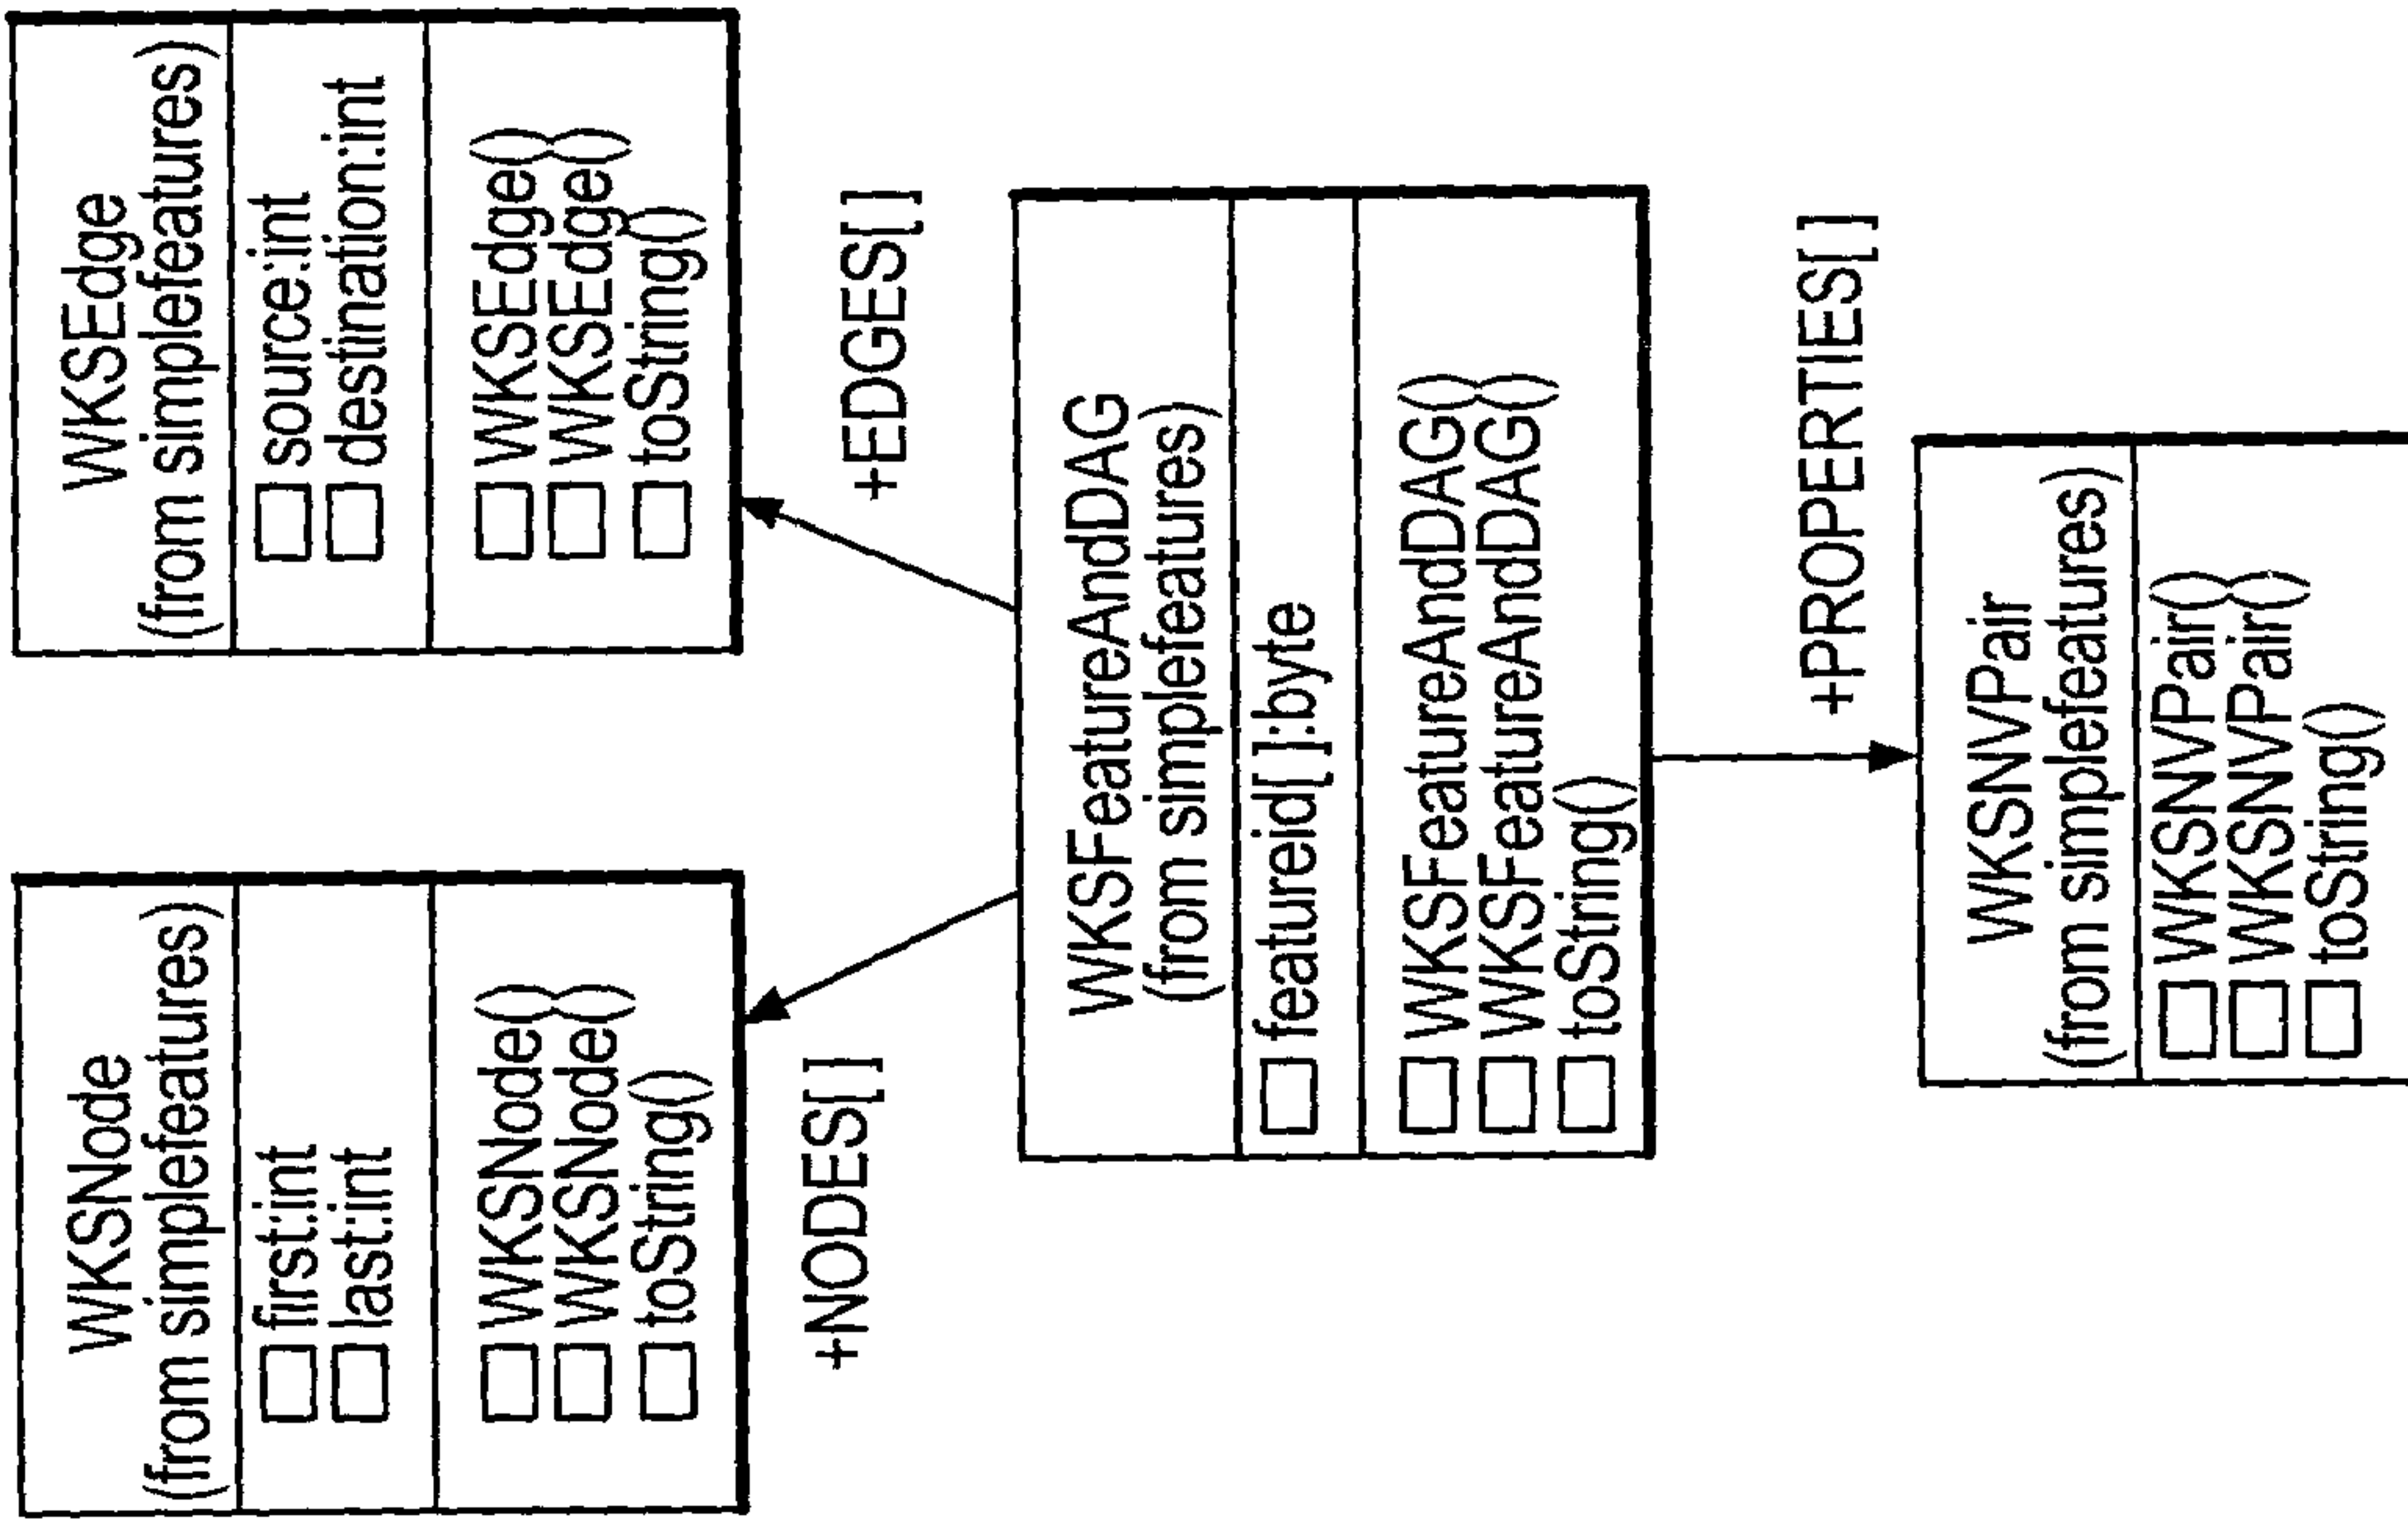 WKSNode
(from simplefeatures)
first:int
last:int
WKSNode()
WKSNode()
toString()
+NODES[ ]
WKSEdge
(from simplefeatures)
source:int
destination:int
WKSEdge()
WKSEdge()
toString()
+EDGES[ ]
WKSFeatureAndDAG
(from simplefeatures)
featureid[ ]:byte
WKSFeatureAndDAG()
WKSFeatureAndDAG()
toString()
+PROPERTIES[ ]
WKSNVPair
(from simplefeatures)
WKSNVPair()
WKSNVPair()
toString()